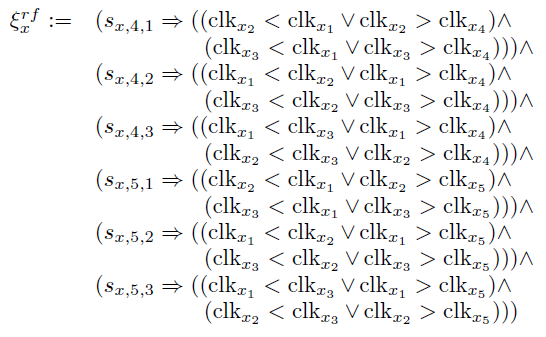 ξ_x^{rf} := (s_{x,4,1} ⇒ ((clk_{x_2} < clk_{x_1} ∨ clk_{x_2} > clk_{x_4})∧
(clk_{x_3} < clk_{x_1} ∨ clk_{x_3} > clk_{x_4})))∧
(s_{x,4,2} ⇒ ((clk_{x_1} < clk_{x_2} ∨ clk_{x_1} > clk_{x_4})∧
(clk_{x_3} < clk_{x_2} ∨ clk_{x_3} > clk_{x_4})))∧
(s_{x,4,3} ⇒ ((clk_{x_1} < clk_{x_3} ∨ clk_{x_1} > clk_{x_4})∧
(clk_{x_2} < clk_{x_3} ∨ clk_{x_2} > clk_{x_4})))∧
(s_{x,5,1} ⇒ ((clk_{x_2} < clk_{x_1} ∨ clk_{x_2} > clk_{x_5})∧
(clk_{x_3} < clk_{x_1} ∨ clk_{x_3} > clk_{x_5})))∧
(s_{x,5,2} ⇒ ((clk_{x_1} < clk_{x_2} ∨ clk_{x_1} > clk_{x_5})∧
(clk_{x_3} < clk_{x_2} ∨ clk_{x_3} > clk_{x_5})))∧
(s_{x,5,3} ⇒ ((clk_{x_1} < clk_{x_3} ∨ clk_{x_1} > clk_{x_5})∧
(clk_{x_2} < clk_{x_3} ∨ clk_{x_2} > clk_{x_5})))